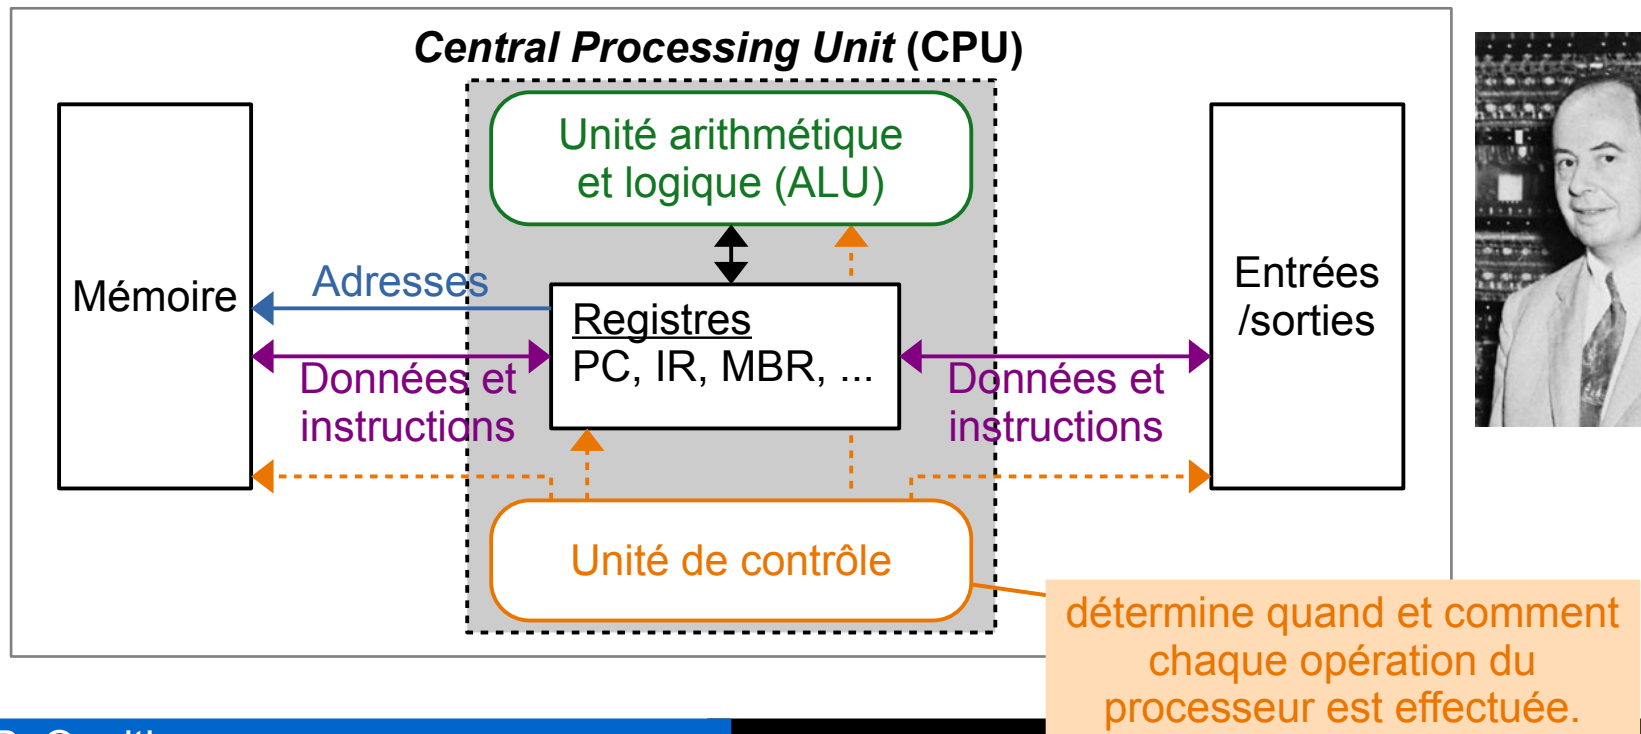 Central Processing Unit (CPU)
Unité arithmétique
et logique (ALU)
Mémoire
Adresses
Registres
PC, IR, MBR, ...
Données et
instructions
Données et
instructions
Entrées
/sorties
Unité de contrôle
détermine quand et comment
chaque opération du
processeur est effectuée.